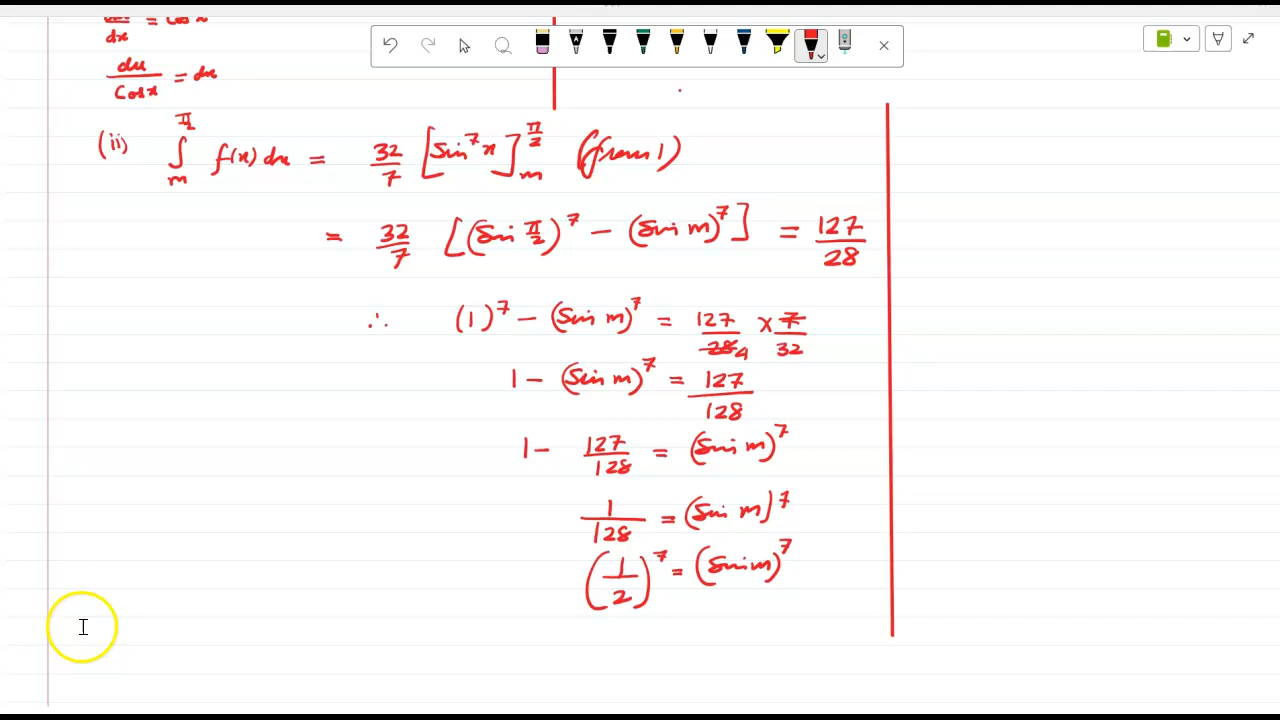 = Cos x
dx
du/Cosx = dx
(ii) ∫_m^{π/2} f(x) dx = 32/7 [Sin⁷x]_m^{π/2} (from 1)
= 32/7 [(Sin π/2)⁷ − (Sin m)⁷] = 127/28
∴ (1)⁷ − (Sin m)⁷ = 127/28 4 × 7/32
1 − (Sin m)⁷ = 127/128
1 − 127/128 = (Sin m)⁷
1/128 = (Sin m)⁷
(1/2)⁷ = (Sin m)⁷